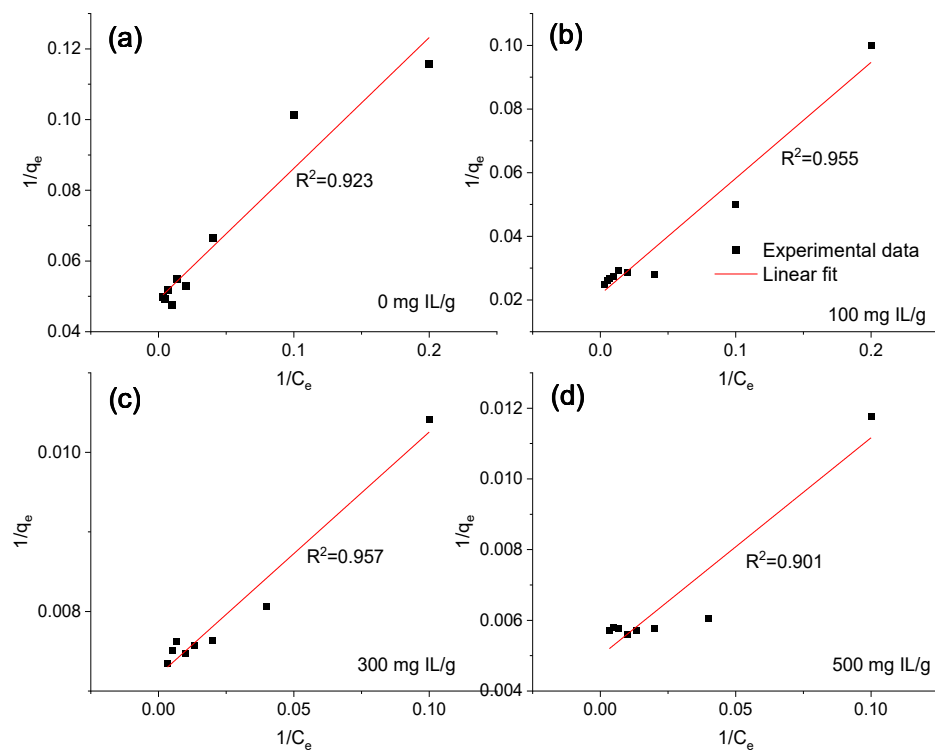 (a)
0.12
0.10
0.08
0.06
0.04
1/qₑ
R²=0.923
0 mg IL/g
0.0
0.1
0.2
1/Cₑ
(b)
0.10
0.08
0.06
0.04
0.02
1/qₑ
R²=0.955
Experimental data
Linear fit
100 mg IL/g
0.0
0.1
0.2
1/Cₑ
(c)
0.010
0.008
1/qₑ
R²=0.957
300 mg IL/g
0.00
0.05
0.10
1/Cₑ
(d)
0.012
0.010
0.008
0.006
0.004
1/qₑ
R²=0.901
500 mg IL/g
0.00
0.05
0.10
1/Cₑ